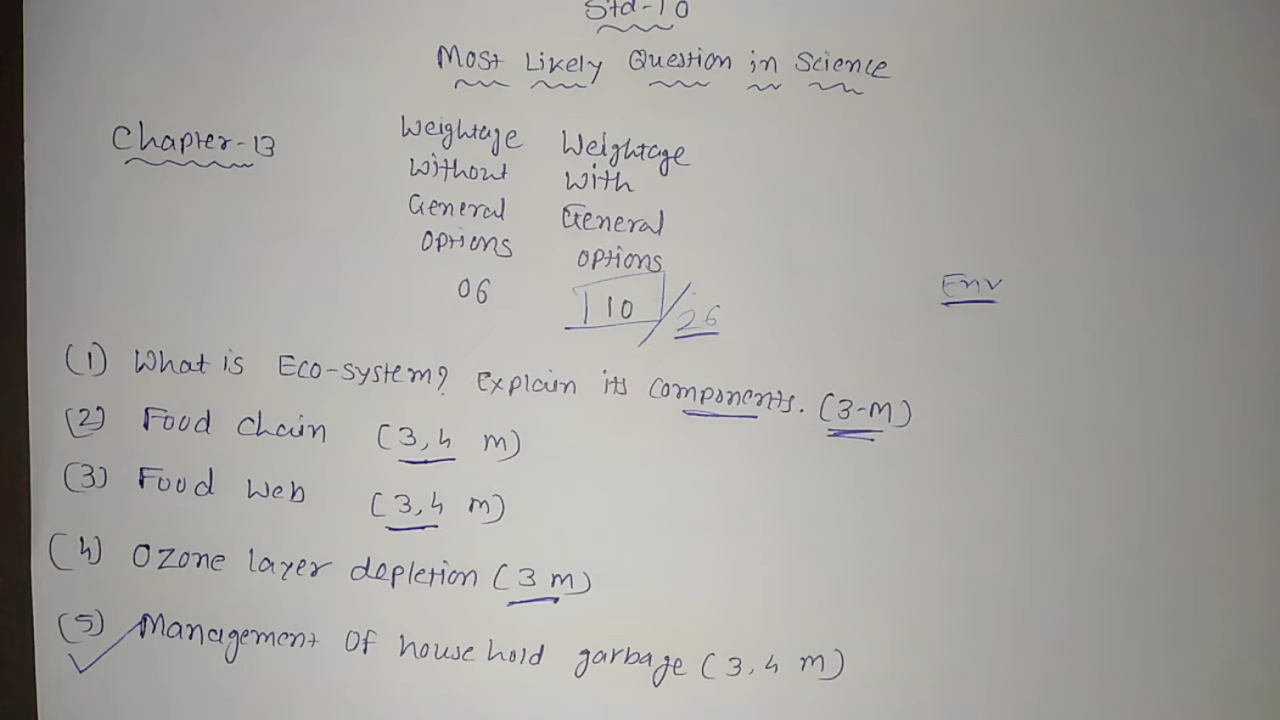 Std-10
Most Likely Question in Science
Chapter-13
Weightage
without
General
options
06
Weightage
with
General
options
10/26
Env
(1) What is Eco-system? Explain its components. (3-M)
(2) Food chain (3,4 m)
(3) Food web (3,4 m)
(4) Ozone layer depletion (3 m)
(5) Management of house hold garbage (3,4 m)